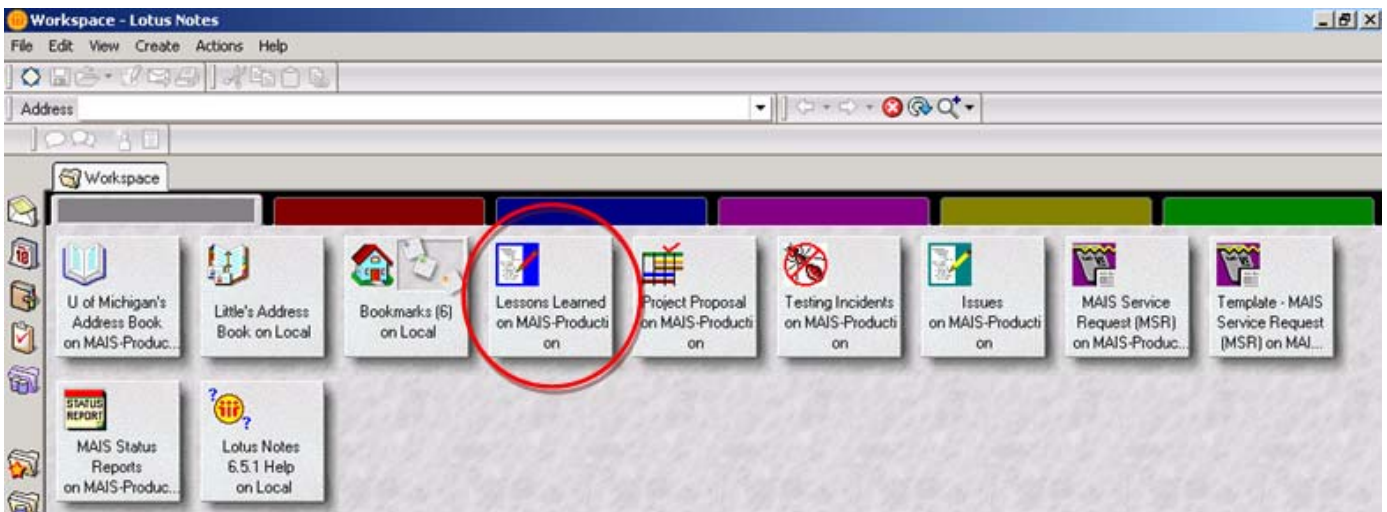 Workspace - Lotus Notes
File Edit View Create Actions Help
Address
Workspace
U of Michigan's
Address Book
on MAIS-Produc...
Little's Address
Book on Local
Bookmarks (6)
on Local
Lessons Learned
on MAIS-Producti
on
Project Proposal
on MAIS-Producti
on
Testing Incidents
on MAIS-Producti
on
Issues
on MAIS-Producti
on
MAIS Service
Request (MSR)
on MAIS-Produc...
Template - MAIS
Service Request
(MSR) on MAI...
STATUS
REPORT
MAIS Status
Reports
on MAIS-Produc...
Lotus Notes
6.5.1 Help
on Local